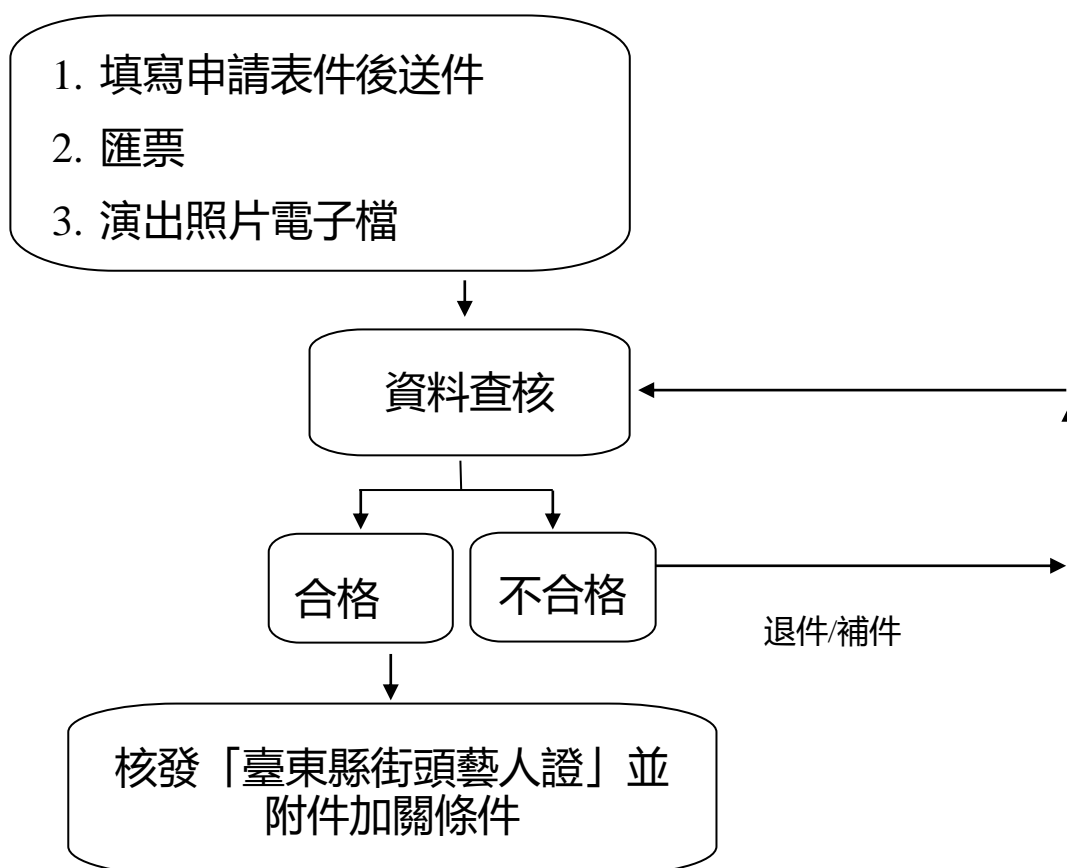 1. 填寫申請表件後送件
2. 匯票
3. 演出照片電子檔
資料查核
合格
不合格
退件/補件
核發「臺東縣街頭藝人證」並
附件加關條件